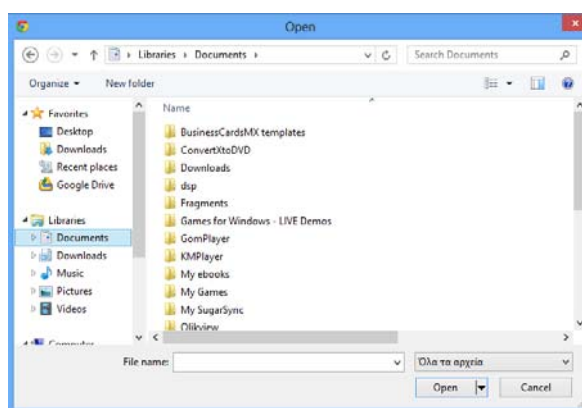 Open
Libraries Documents
Search Documents
Organize New folder
Name
Favorites
Desktop
Downloads
Recent places
Google Drive
Libraries
Documents
Downloads
Music
Pictures
Videos
Computer
BusinessCardsMX templates
ConvertXtoDVD
Downloads
dsp
Fragments
Games for Windows - LIVE Demos
GomPlayer
KMPlayer
My ebooks
My Games
My SugarSync
Qlikview
File name:
Όλα τα αρχεία
Open
Cancel